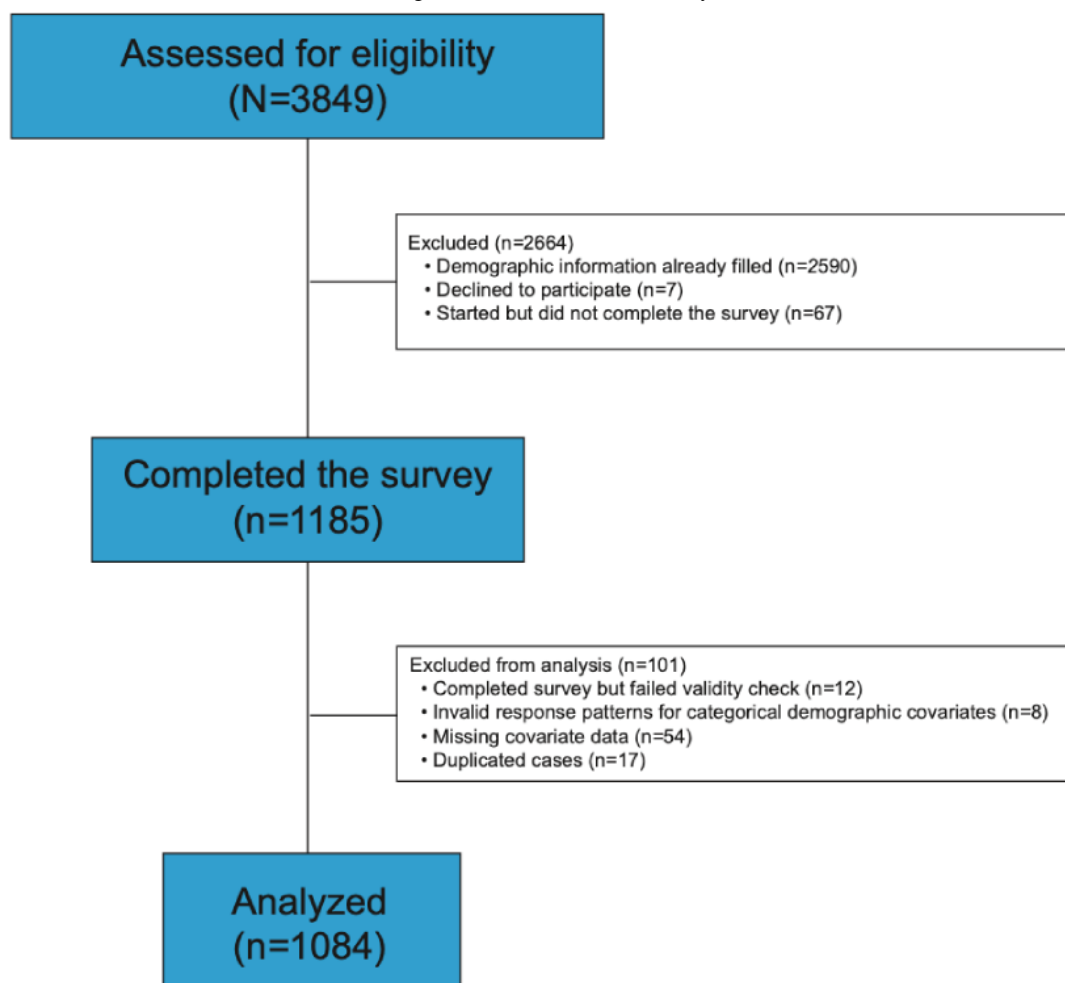 Assessed for eligibility
(N=3849)
Excluded (n=2664)
• Demographic information already filled (n=2590)
• Declined to participate (n=7)
• Started but did not complete the survey (n=67)
Completed the survey
(n=1185)
Excluded from analysis (n=101)
• Completed survey but failed validity check (n=12)
• Invalid response patterns for categorical demographic covariates (n=8)
• Missing covariate data (n=54)
• Duplicated cases (n=17)
Analyzed
(n=1084)